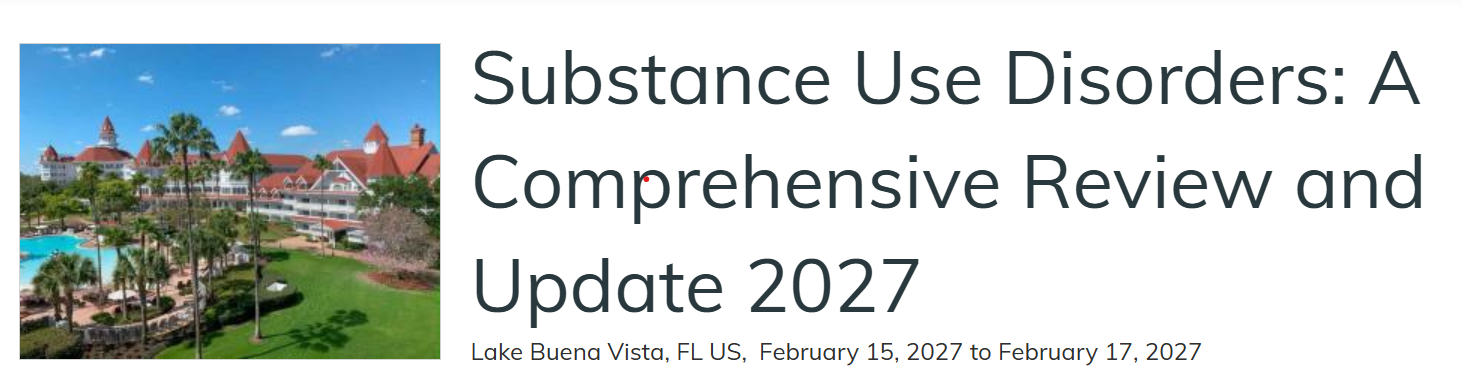 Substance Use Disorders: A
Comprehensive Review and
Update 2027
Lake Buena Vista, FL US,  February 15, 2027 to February 17, 2027